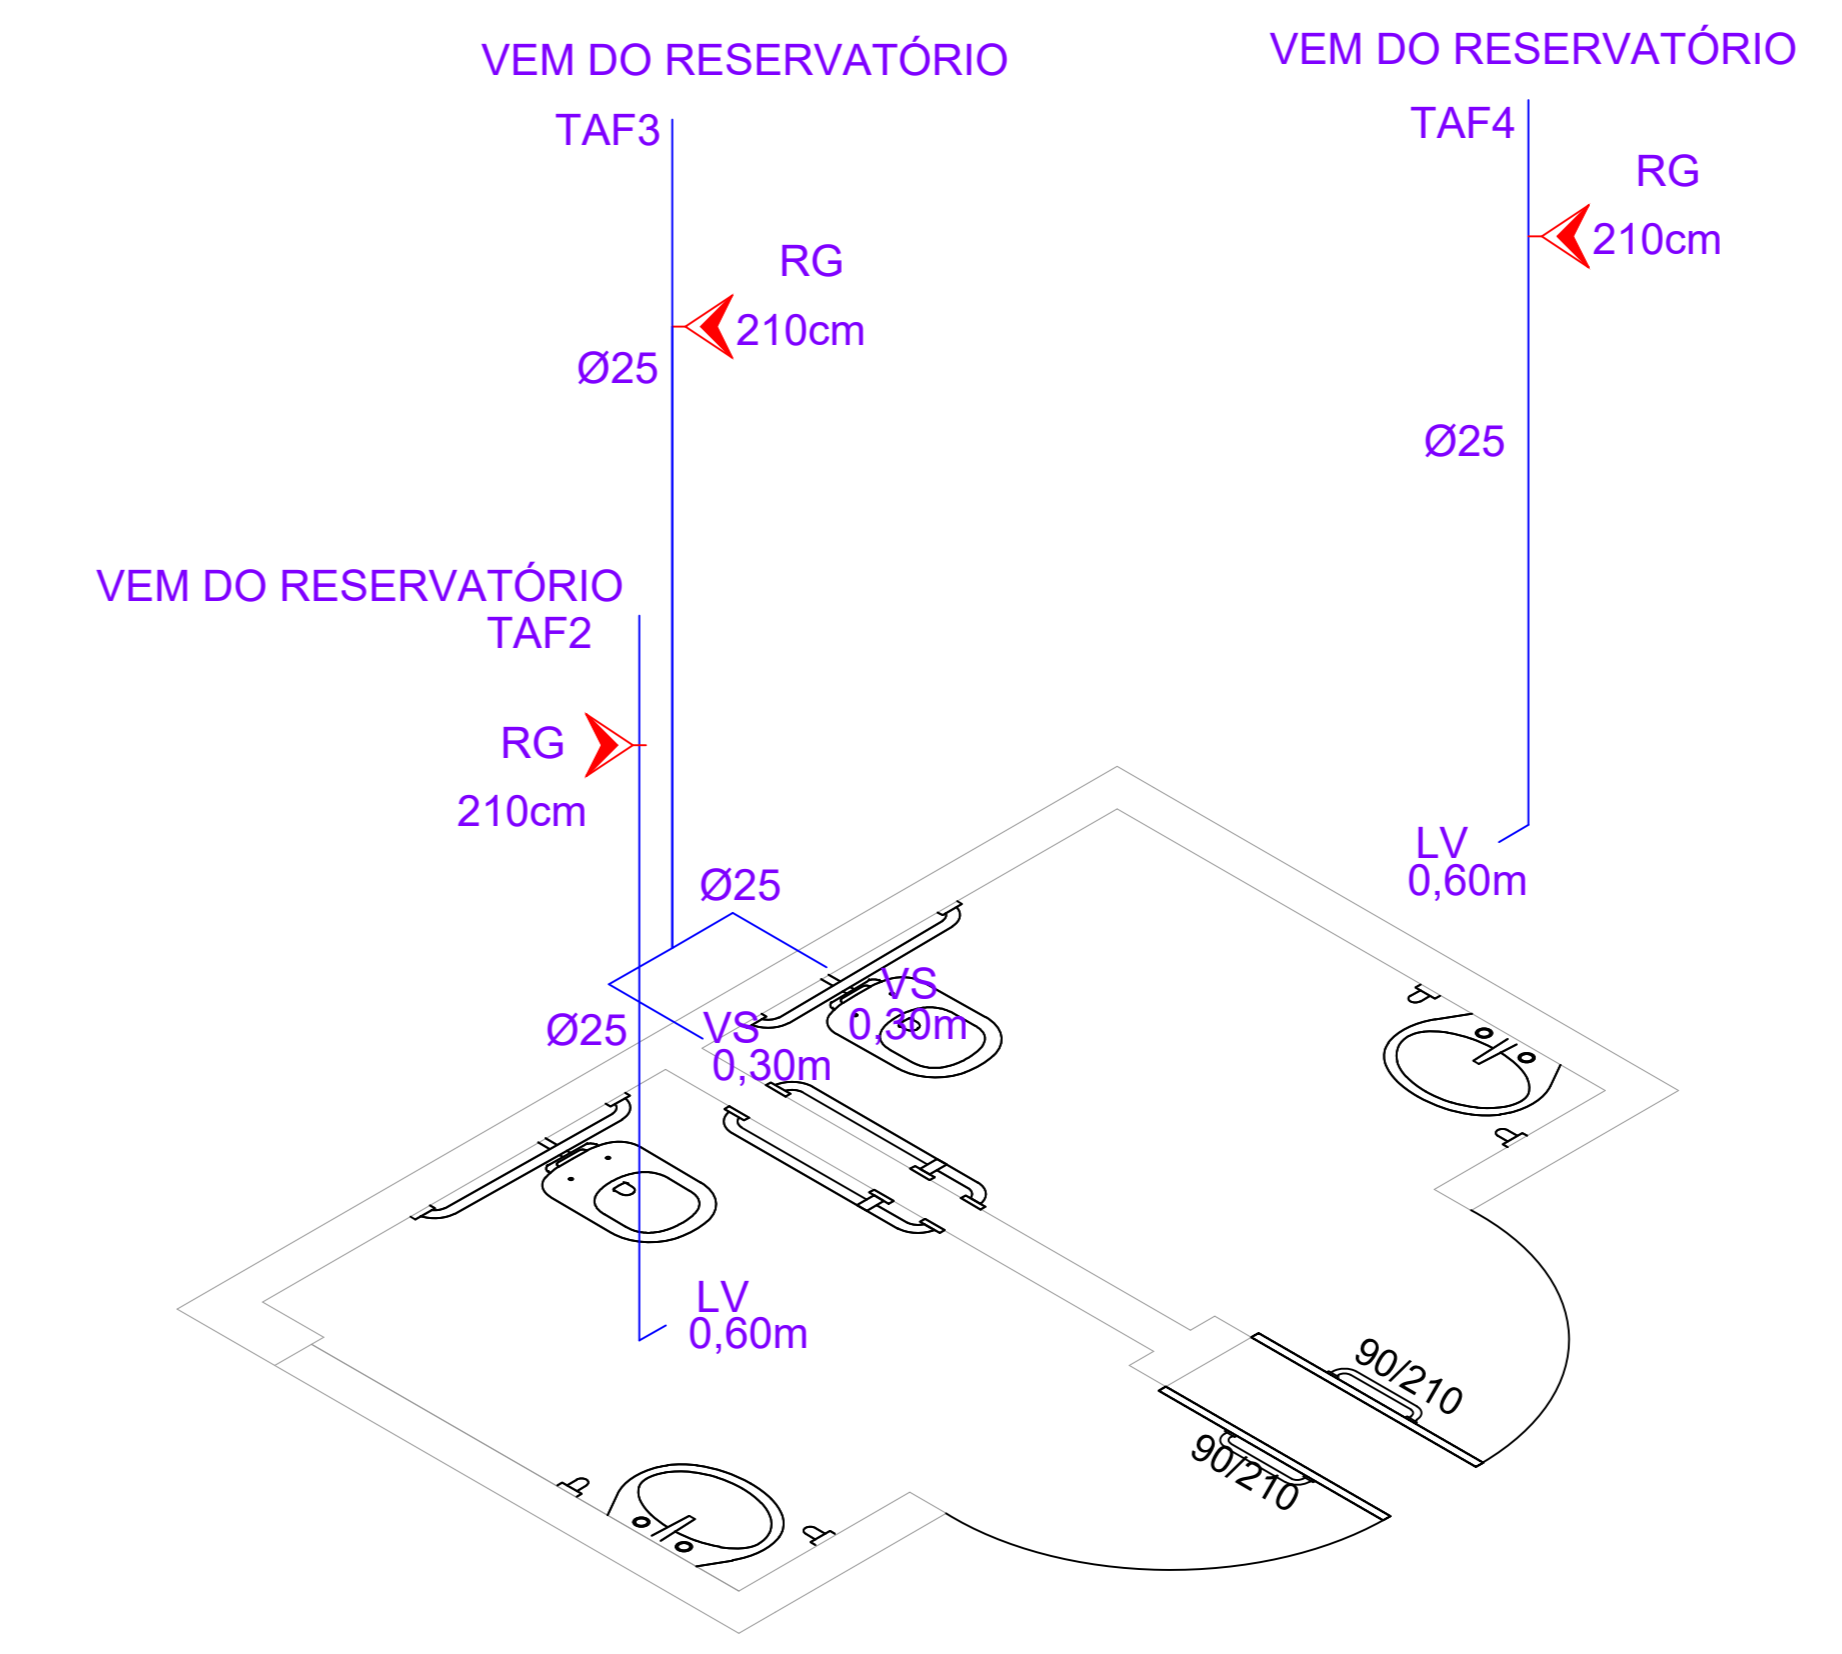 VEM DO RESERVATÓRIO
TAF3
RG
210cm
Ø25
VEM DO RESERVATÓRIO
TAF4
RG
210cm
Ø25
LV
0,60m
VEM DO RESERVATÓRIO
TAF2
RG
210cm
Ø25
Ø25
VS
0,30m
VS
0,30m
LV
0,60m
90/210
90/210